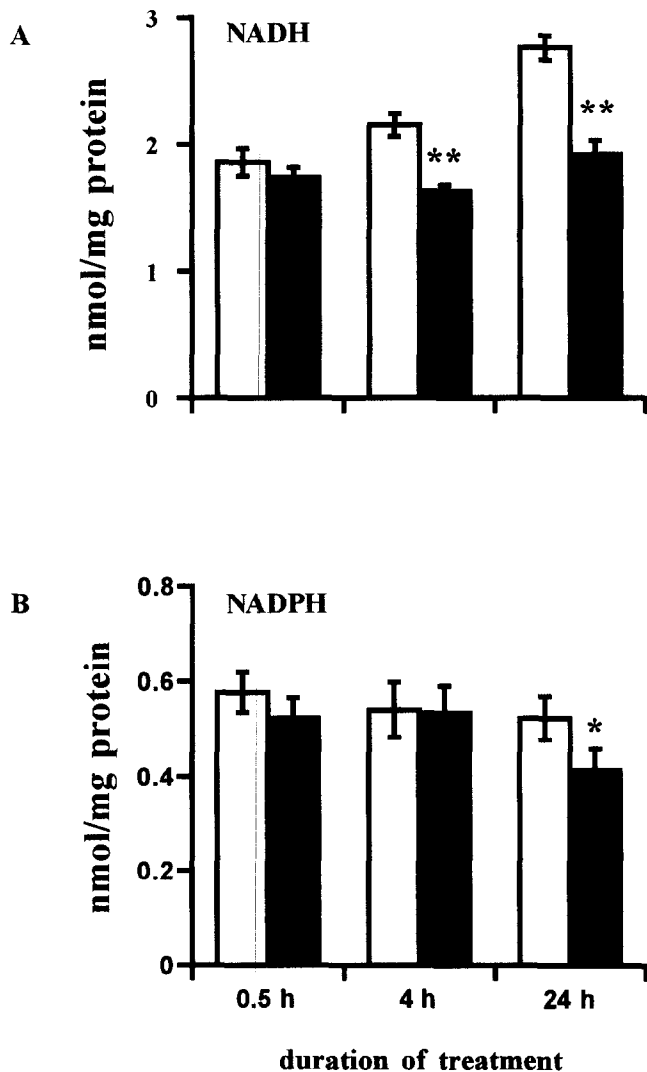 A
NADH
3
2
1
0
nmol/mg protein
**
**
B
NADPH
0.8
0.6
0.4
0.2
0
nmol/mg protein
*
0.5 h 4 h 24 h
duration of treatment